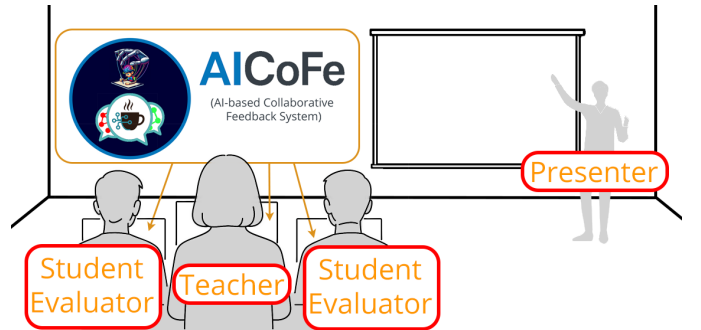 AICoFe
(AI-based Collaborative
Feedback System)
Presenter
Student
Evaluator
Teacher
Student
Evaluator